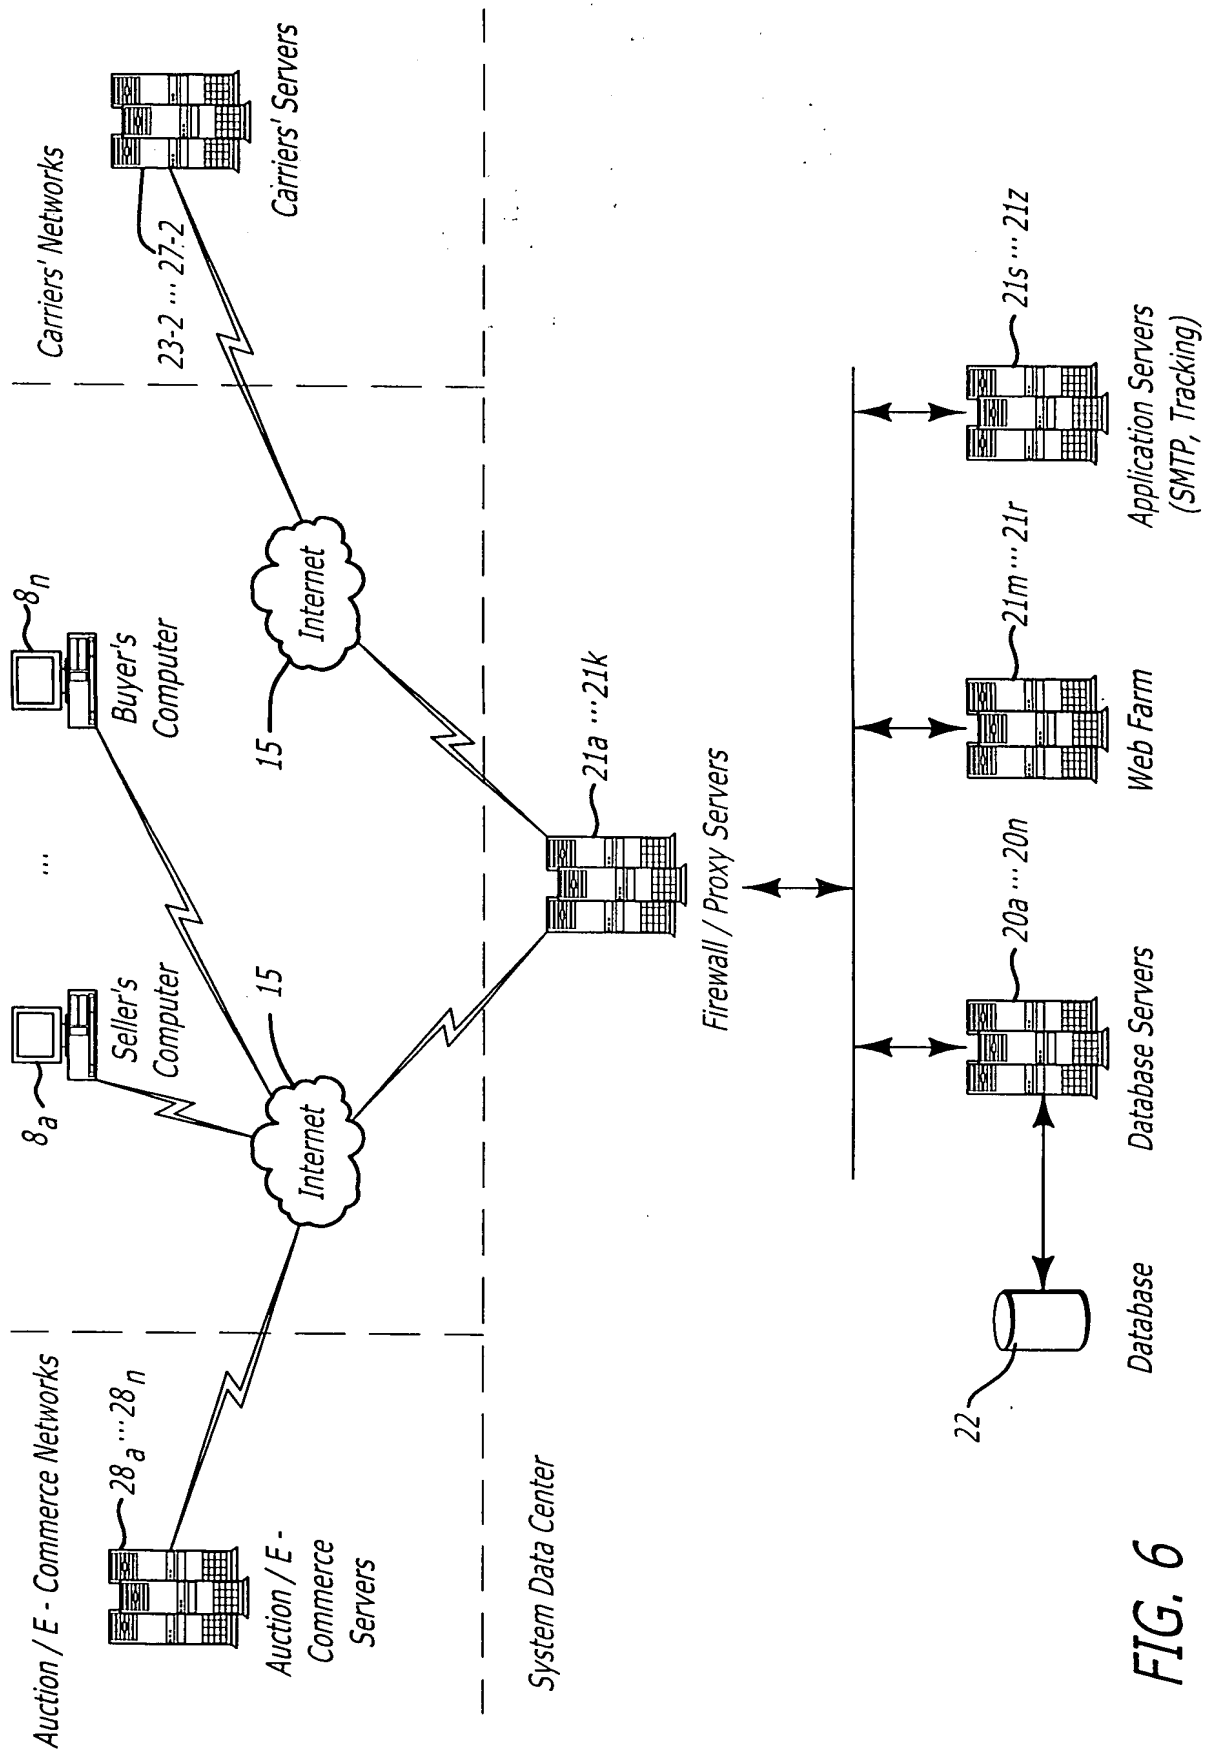 Auction / E - Commerce Networks
Carriers' Networks
8a
...
8n
28a ... 28n
Seller's
Computer
Buyer's
Computer
23-2 ... 27-2
Auction / E -
Commerce
Servers
15
15
Carriers' Servers
Internet
Internet
System Data Center
21a ... 21k
Firewall / Proxy Servers
22
20a ... 20n
21m ... 21r
21s ... 21z
Database
Database Servers
Web Farm
Application Servers
(SMTP, Tracking)
FIG. 6